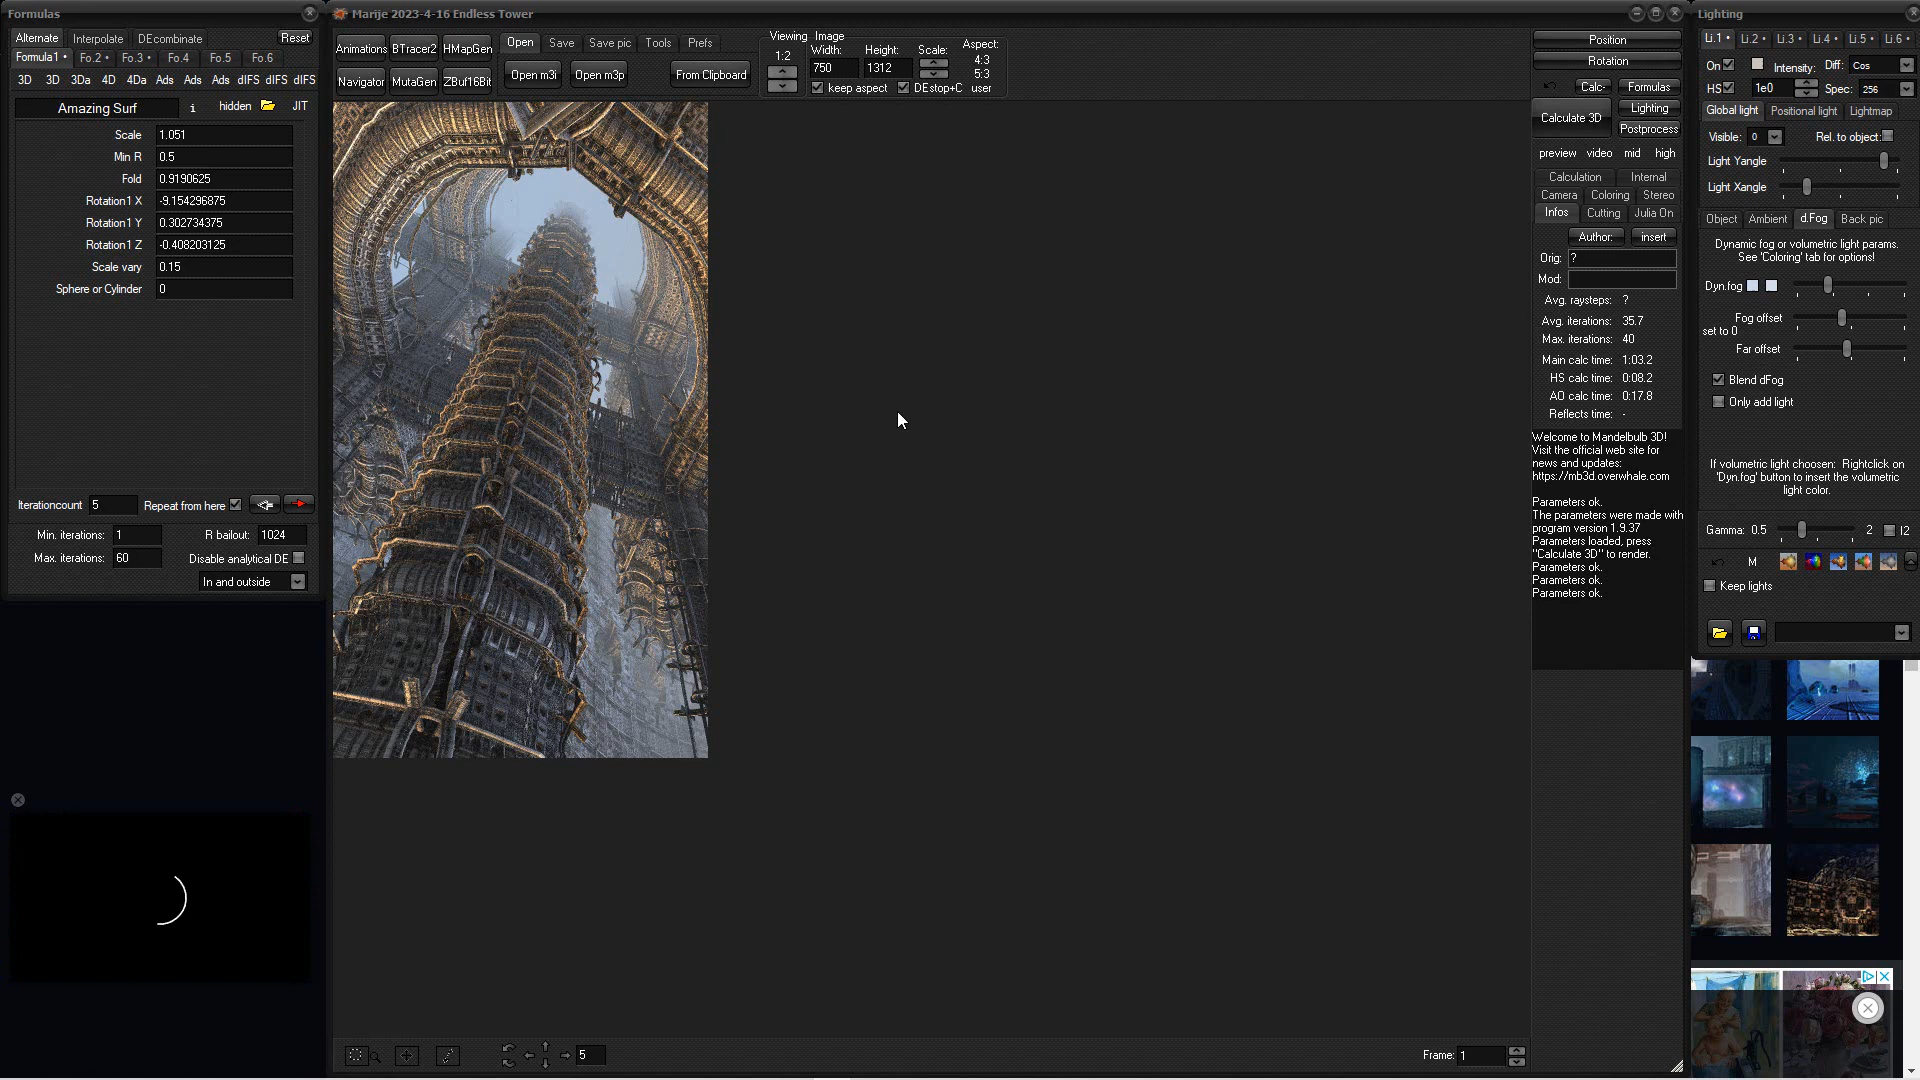 Formulas
Alternate Interpolate DEcombinate Reset
Formula1 • Fo.2 • Fo.3 • Fo.4 Fo.5 Fo.6
3D 3D 3Da 4D 4Da Ads Ads Ads dIFS dIFS dIFS
Amazing Surf i hidden JIT
Scale 1.051
Min R 0.5
Fold 0.9190625
Rotation1 X -9.154296875
Rotation1 Y 0.302734375
Rotation1 Z -0.408203125
Scale vary 0.15
Sphere or Cylinder 0
Iterationcount 5 Repeat from here
Min. iterations: 1 R bailout: 1024
Max. iterations: 60 Disable analytical DE
In and outside
Marije 2023-4-16 Endless Tower
Animations BTracer2 HMapGen
Navigator MutaGen ZBuf16Bit
Open Save Save pic Tools Prefs
Open m3i Open m3p From Clipboard
Viewing Image
1:2 Width: Height: Scale: Aspect:
750 1312 4:3
5:3
keep aspect DEstop+C user
5
Frame: 1
Position
Rotation
Calc- Formulas
Calculate 3D Lighting
Postprocess
preview video mid high
Calculation Internal
Camera Coloring Stereo
Infos Cutting Julia On
Author: insert
Orig: ?
Mod:
Avg. raysteps: ?
Avg. iterations: 35.7
Max. iterations: 40
Main calc time: 1:03.2
HS calc time: 0:08.2
AO calc time: 0:17.8
Reflects time: -
Welcome to Mandelbulb 3D!
Visit the official web site for
news and updates:
https://mb3d.overwhale.com
Parameters ok.
The parameters were made with
program version 1.9.37
Parameters loaded, press
"Calculate 3D" to render.
Parameters ok.
Parameters ok.
Parameters ok.
Lighting
Li.1 • Li.2 • Li.3 • Li.4 • Li.5 • Li.6 •
On Intensity: Diff: Cos
HS 1e0 Spec: 256
Global light Positional light Lightmap
Visible: 0 Rel. to object:
Light Yangle
Light Xangle
Object Ambient d.Fog Back pic
Dynamic fog or volumetric light params.
See 'Coloring' tab for options!
Dyn.fog
Fog offset
set to 0
Far offset
Blend dFog
Only add light
If volumetric light choosen: Rightclick on
'Dyn.fog' button to insert the volumetric
light color.
Gamma: 0.5 2 I2
M
Keep lights